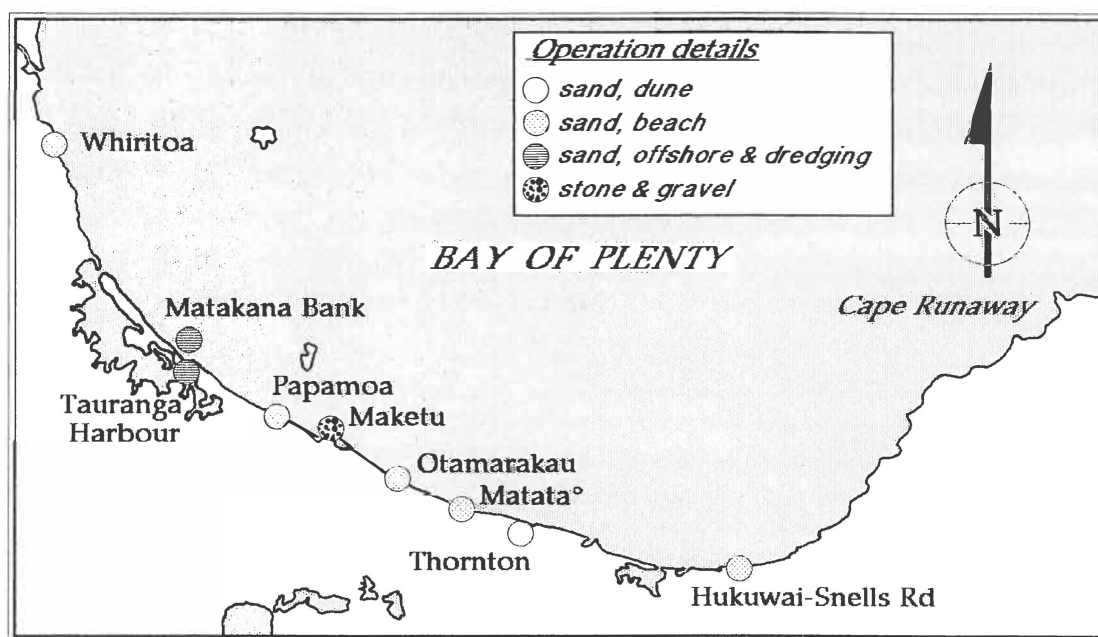 Operation details
sand, dune
sand, beach
sand, offshore & dredging
stone & gravel
Whiritoa
N
BAY OF PLENTY
Matakana Bank
Cape Runaway
Papamoa
Tauranga
Harbour
Maketu
Otamarakau
Matata°
Thornton
Hukuwai-Snells Rd